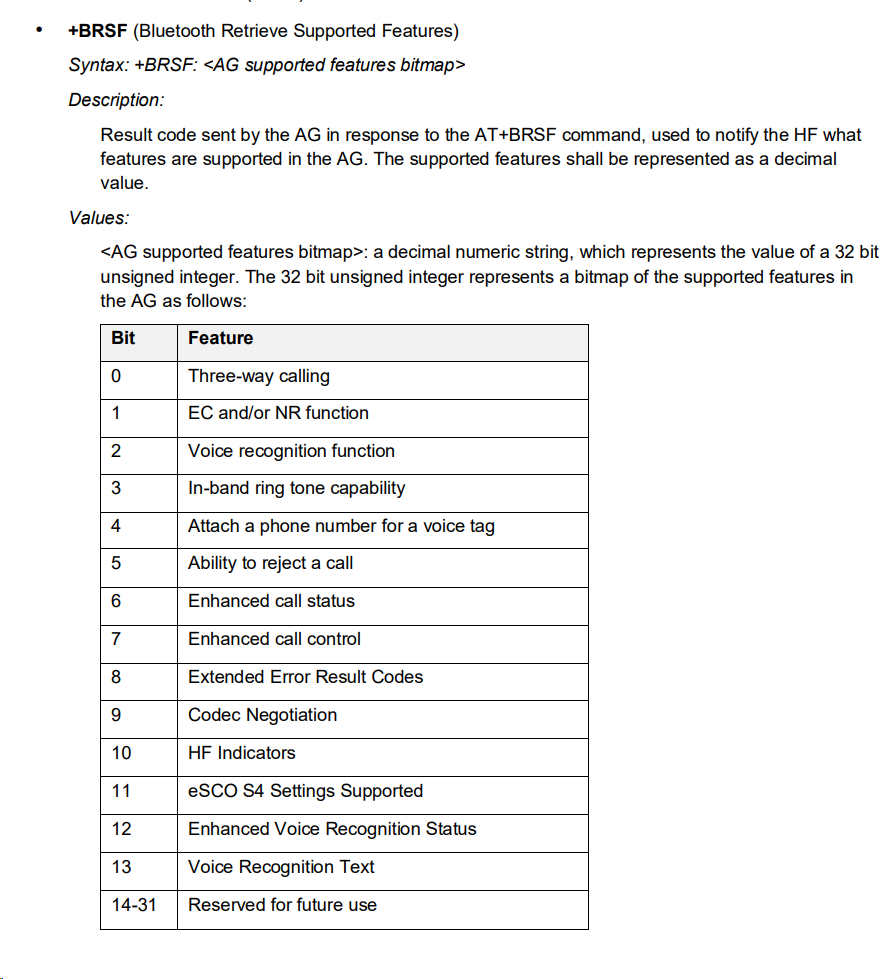 • +BRSF (Bluetooth Retrieve Supported Features)
Syntax: +BRSF: <AG supported features bitmap>
Description:
Result code sent by the AG in response to the AT+BRSF command, used to notify the HF what
features are supported in the AG. The supported features shall be represented as a decimal
value.
Values:
<AG supported features bitmap>: a decimal numeric string, which represents the value of a 32 bit
unsigned integer. The 32 bit unsigned integer represents a bitmap of the supported features in
the AG as follows:
Bit Feature
0 Three-way calling
1 EC and/or NR function
2 Voice recognition function
3 In-band ring tone capability
4 Attach a phone number for a voice tag
5 Ability to reject a call
6 Enhanced call status
7 Enhanced call control
8 Extended Error Result Codes
9 Codec Negotiation
10 HF Indicators
11 eSCO S4 Settings Supported
12 Enhanced Voice Recognition Status
13 Voice Recognition Text
14-31 Reserved for future use